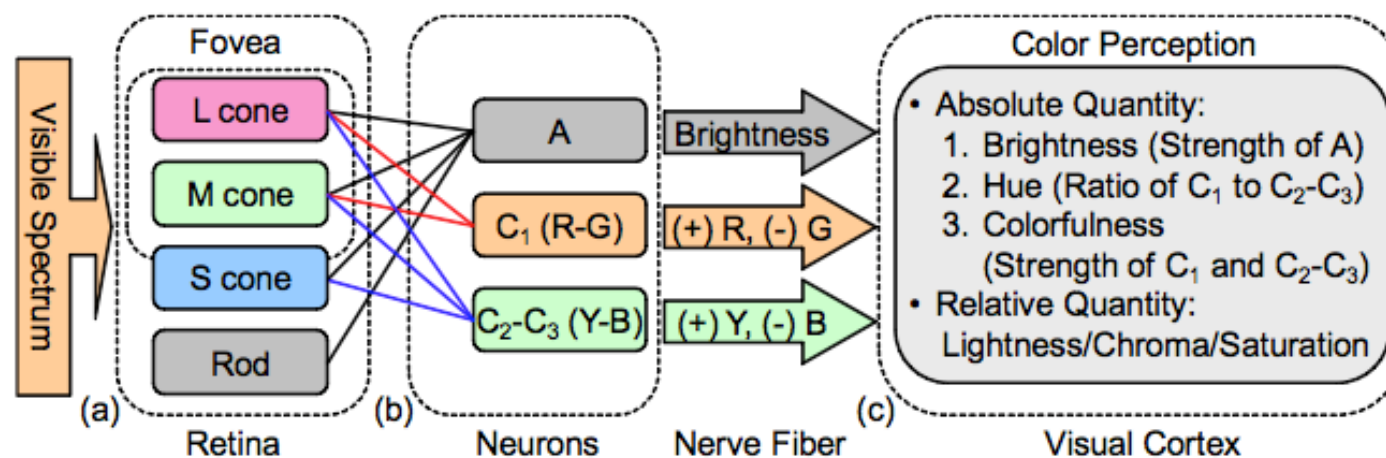 Visible Spectrum
Fovea
L cone
M cone
S cone
Rod
(a)
Retina
A
C₁ (R-G)
C₂-C₃ (Y-B)
(b)
Neurons
Brightness
(+) R, (-) G
(+) Y, (-) B
Nerve Fiber
(c)
Color Perception
• Absolute Quantity:
1. Brightness (Strength of A)
2. Hue (Ratio of C₁ to C₂-C₃)
3. Colorfulness
(Strength of C₁ and C₂-C₃)
• Relative Quantity:
Lightness/Chroma/Saturation
Visual Cortex